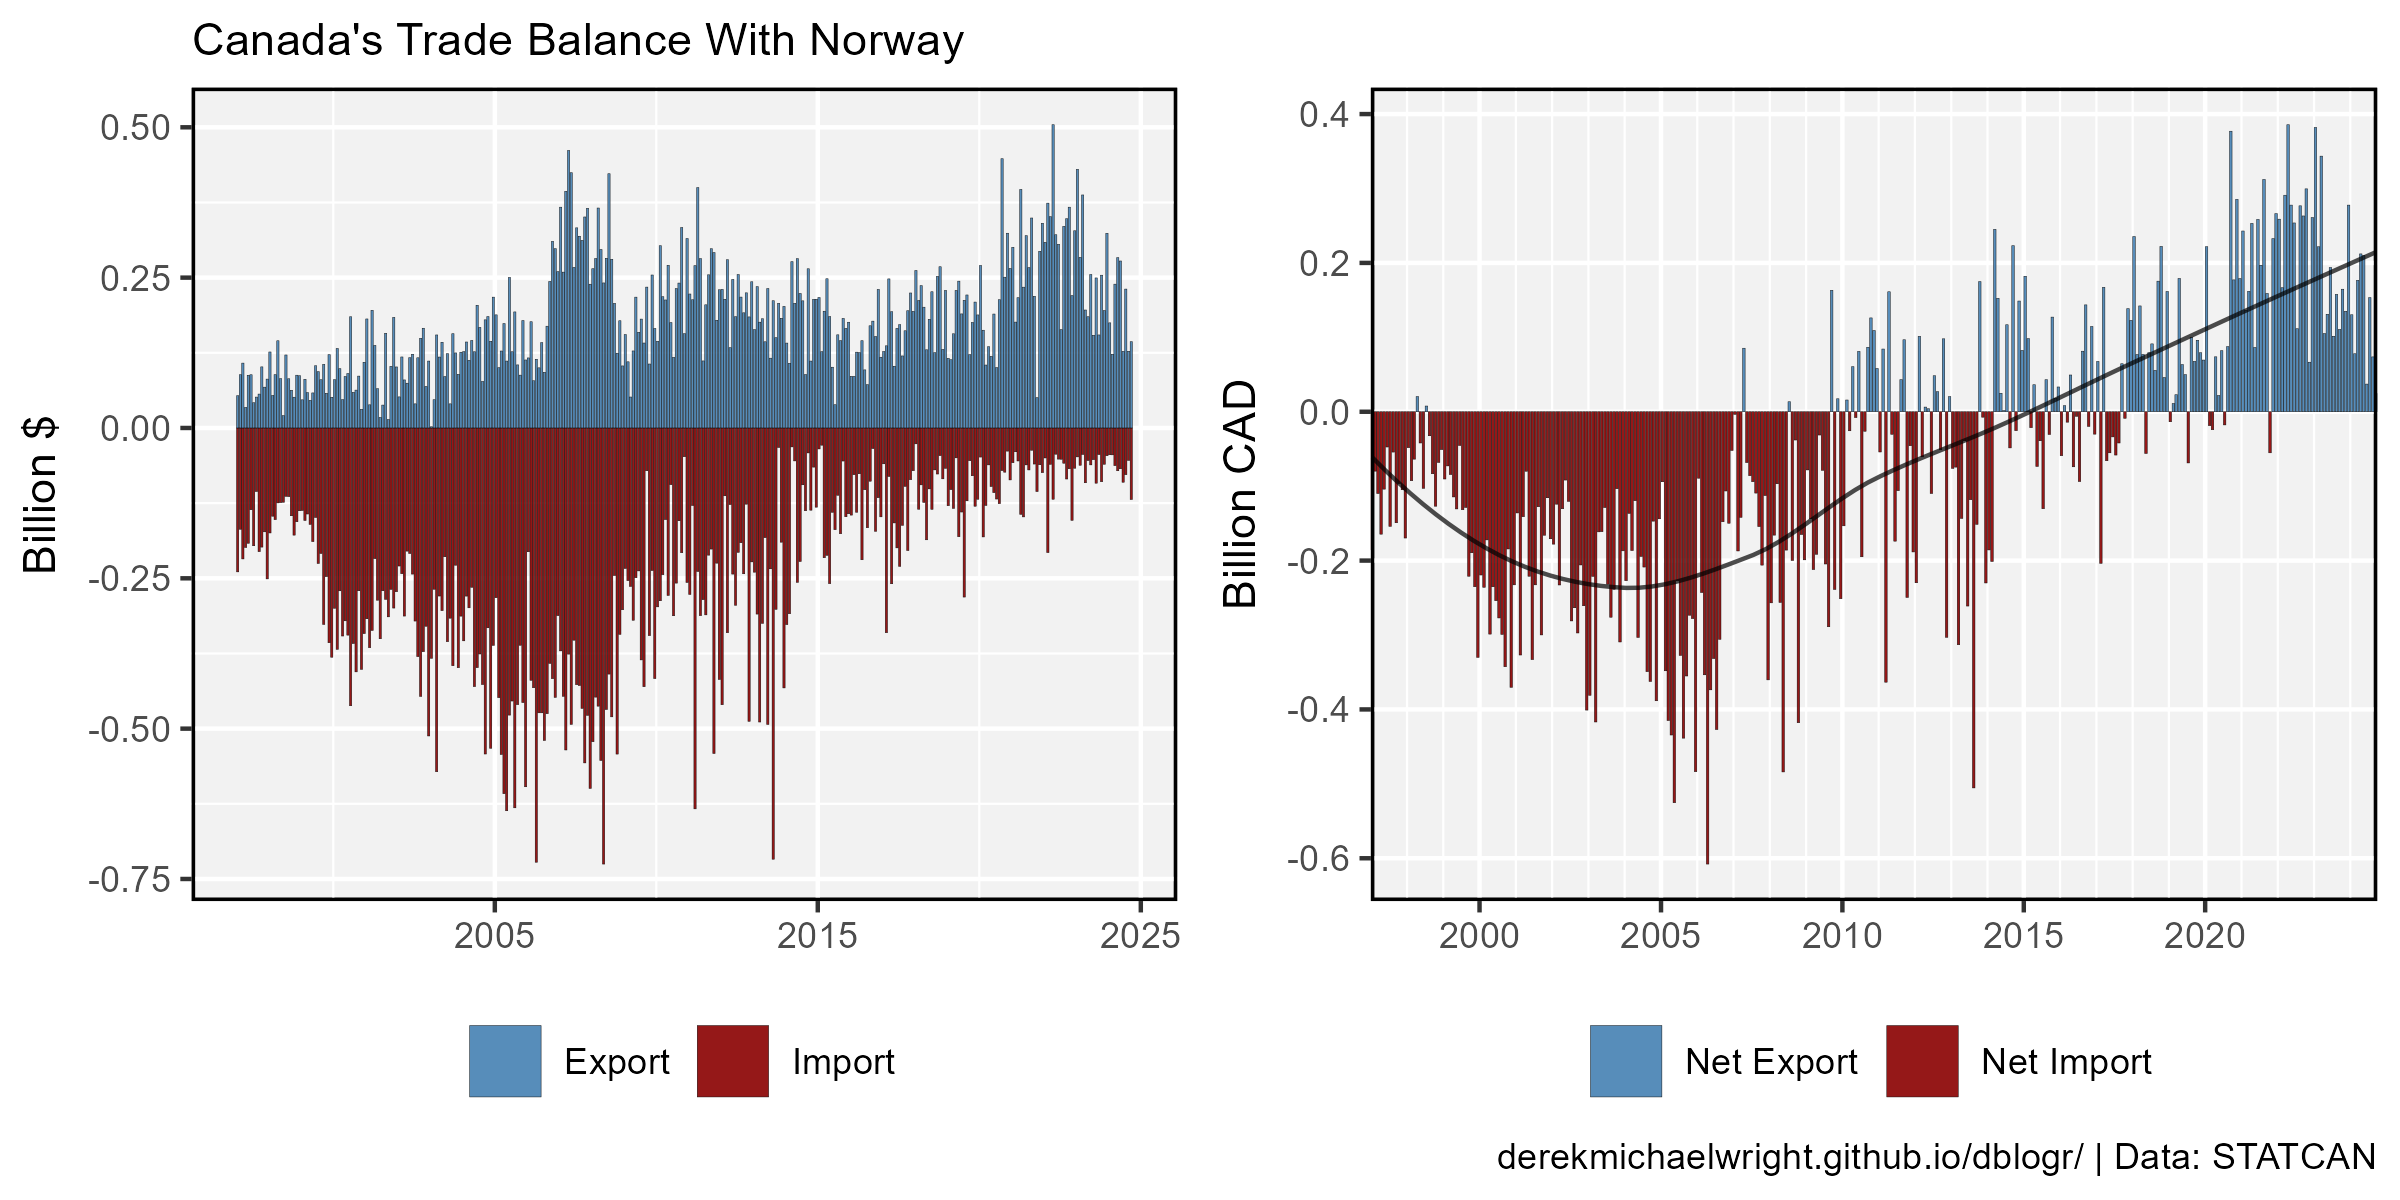 Canada's Trade Balance With Norway
Billion $
0.50
0.25
0.00
-0.25
-0.50
-0.75
2005 2015 2025
Export Import
Billion CAD
0.4
0.2
0.0
-0.2
-0.4
-0.6
2000 2005 2010 2015 2020
Net Export Net Import
derekmichaelwright.github.io/dblogr/ | Data: STATCAN